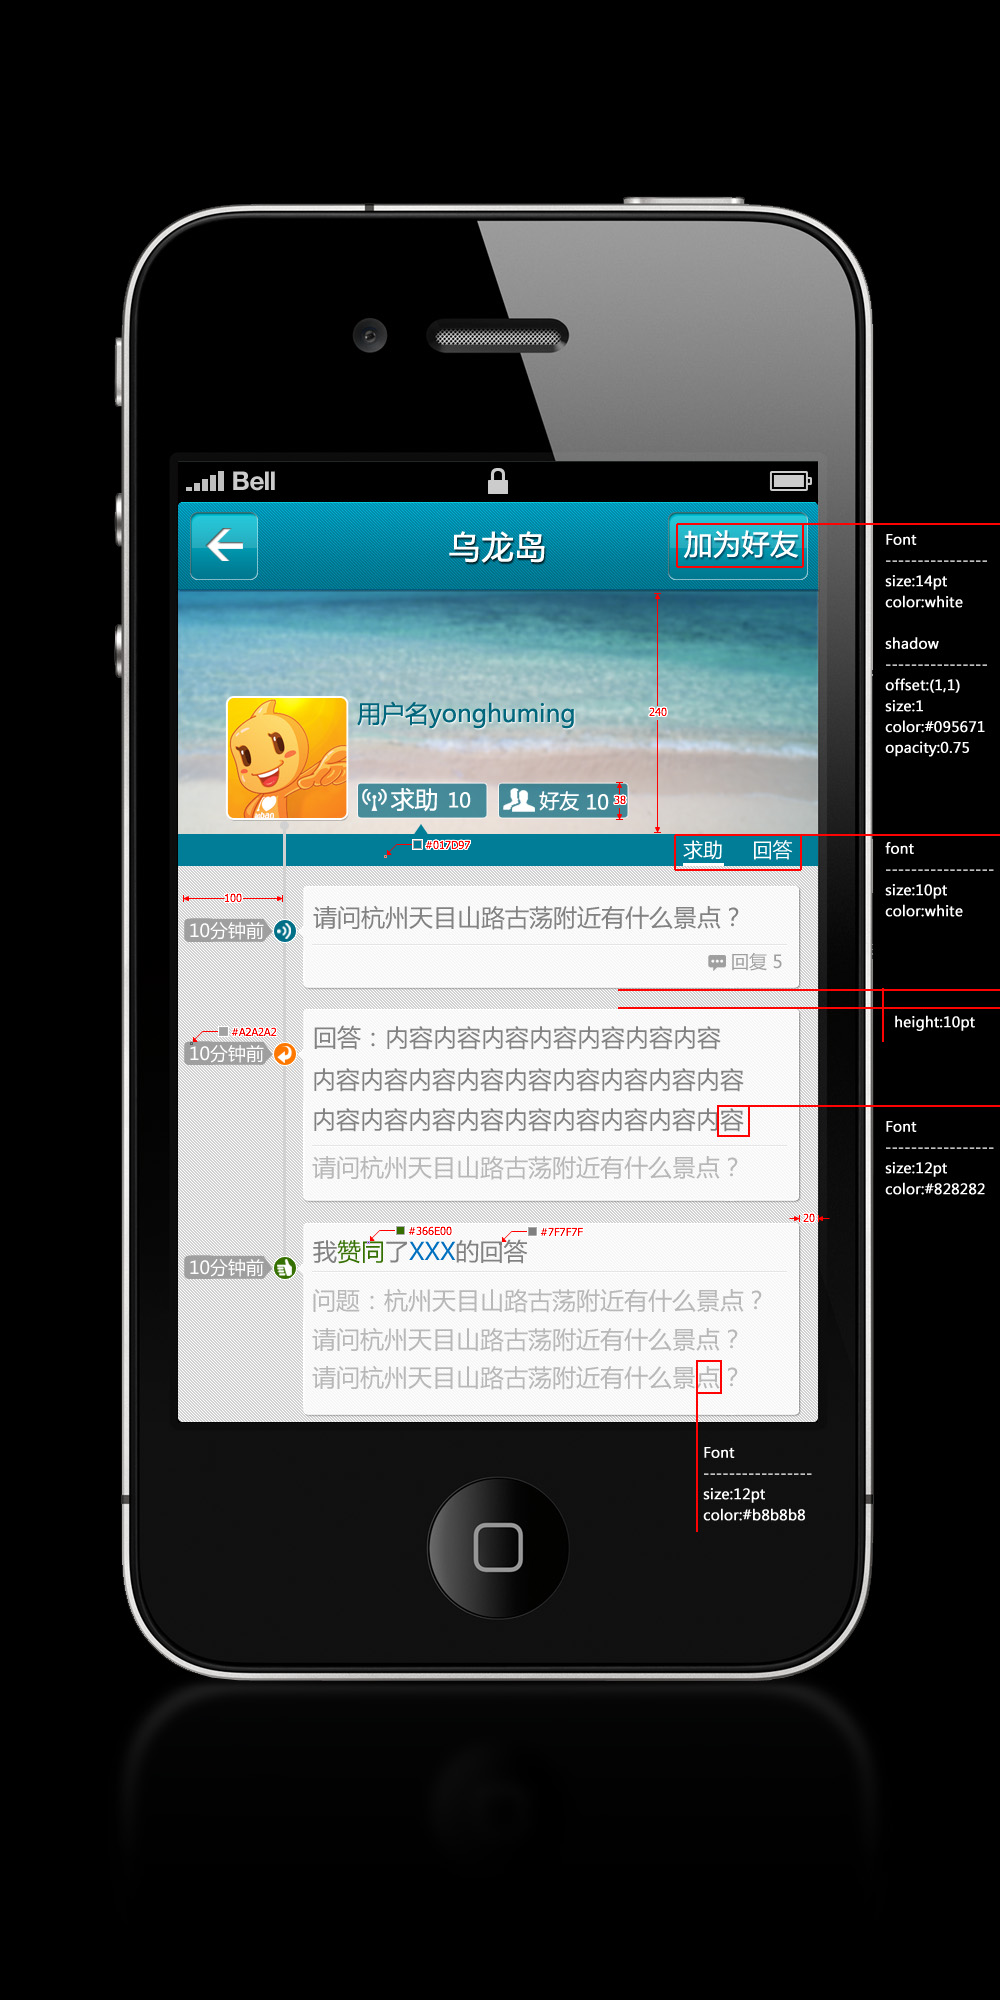 Bell
乌龙岛
加为好友
Font
size:14pt
color:white
shadow
offset:(1,1)
size:1
color:#095671
opacity:0.75
用户名yonghuming
240
求助 10
好友 10
38
#017D97
求助
回答
font
size:10pt
color:white
100
10分钟前
请问杭州天目山路古荡附近有什么景点？
回复 5
height:10pt
#A2A2A2
10分钟前
回答：内容内容内容内容内容内容内容
内容内容内容内容内容内容内容内容内容
内容内容内容内容内容内容内容内容内容
请问杭州天目山路古荡附近有什么景点？
Font
size:12pt
color:#828282
20
#366E00
#7F7F7F
10分钟前
我赞同了XXX的回答
问题：杭州天目山路古荡附近有什么景点？
请问杭州天目山路古荡附近有什么景点？
请问杭州天目山路古荡附近有什么景点？
Font
size:12pt
color:#b8b8b8